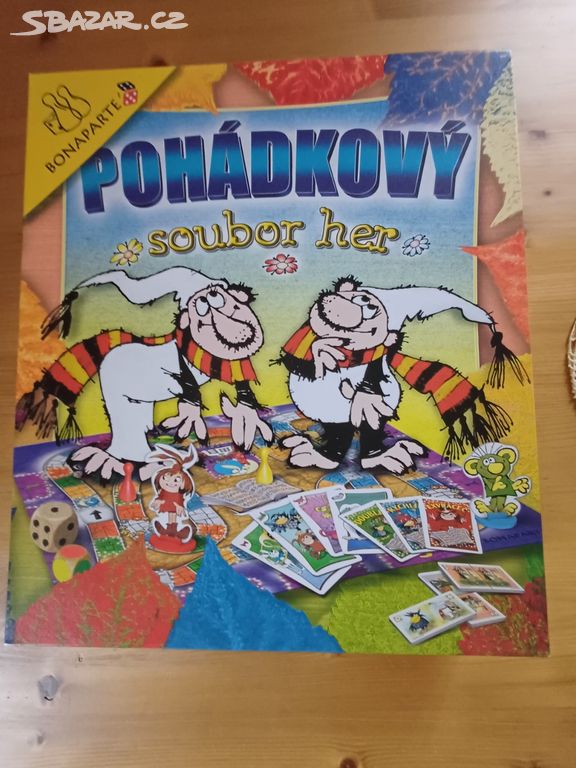 SBAZAR.CZ
BONAPARTE
POHÁDKOVÝ
soubor her